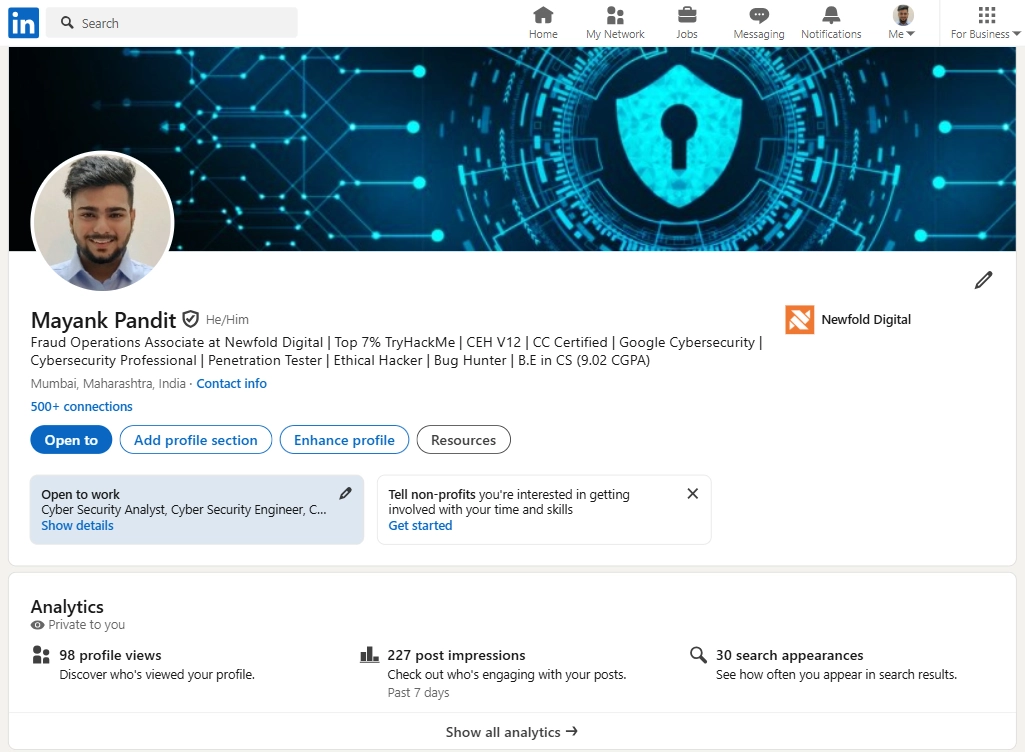 in
Search
Home
My Network
Jobs
Messaging
Notifications
Me
For Business
Mayank Pandit
He/Him
Newfold Digital
Fraud Operations Associate at Newfold Digital | Top 7% TryHackMe | CEH V12 | CC Certified | Google Cybersecurity |
Cybersecurity Professional | Penetration Tester | Ethical Hacker | Bug Hunter | B.E in CS (9.02 CGPA)
Mumbai, Maharashtra, India · Contact info
500+ connections
Open to
Add profile section
Enhance profile
Resources
Open to work
Cyber Security Analyst, Cyber Security Engineer, C...
Show details
Tell non-profits you're interested in getting
involved with your time and skills
Get started
Analytics
Private to you
98 profile views
Discover who's viewed your profile.
227 post impressions
Check out who's engaging with your posts.
Past 7 days
30 search appearances
See how often you appear in search results.
Show all analytics →